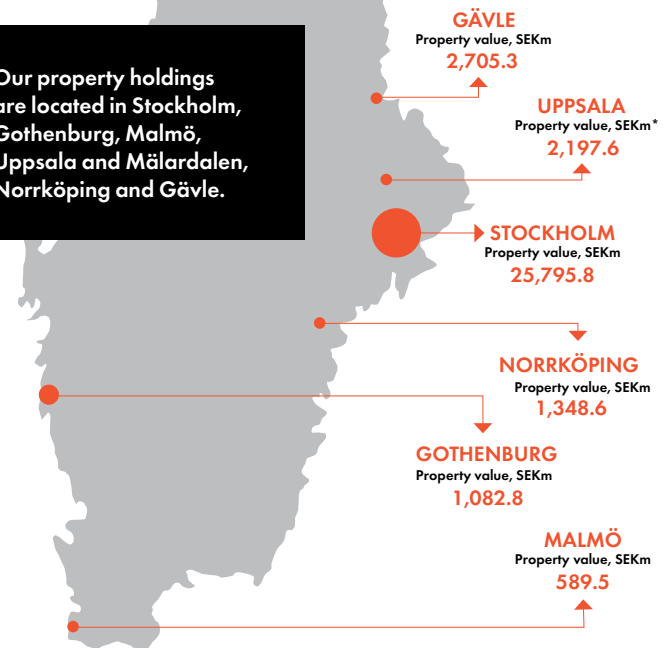 Our property holdings
are located in Stockholm,
Gothenburg, Malmö,
Uppsala and Mälardalen,
Norrköping and Gävle.
GÄVLE
Property value, SEKm
2,705.3
UPPSALA
Property value, SEKm*
2,197.6
STOCKHOLM
Property value, SEKm
25,795.8
NORRKÖPING
Property value, SEKm
1,348.6
GOTHENBURG
Property value, SEKm
1,082.8
MALMÖ
Property value, SEKm
589.5